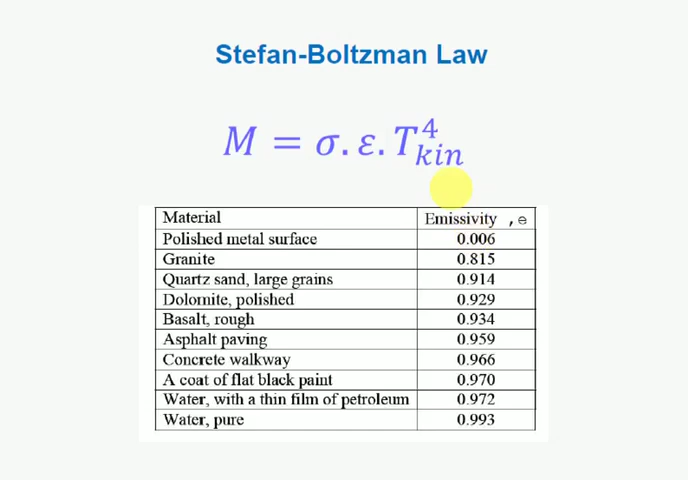 Stefan-Boltzman Law
M = σ. ε. T⁴ₖᵢₙ
Material Emissivity , e
Polished metal surface 0.006
Granite 0.815
Quartz sand, large grains 0.914
Dolomite, polished 0.929
Basalt, rough 0.934
Asphalt paving 0.959
Concrete walkway 0.966
A coat of flat black paint 0.970
Water, with a thin film of petroleum 0.972
Water, pure 0.993